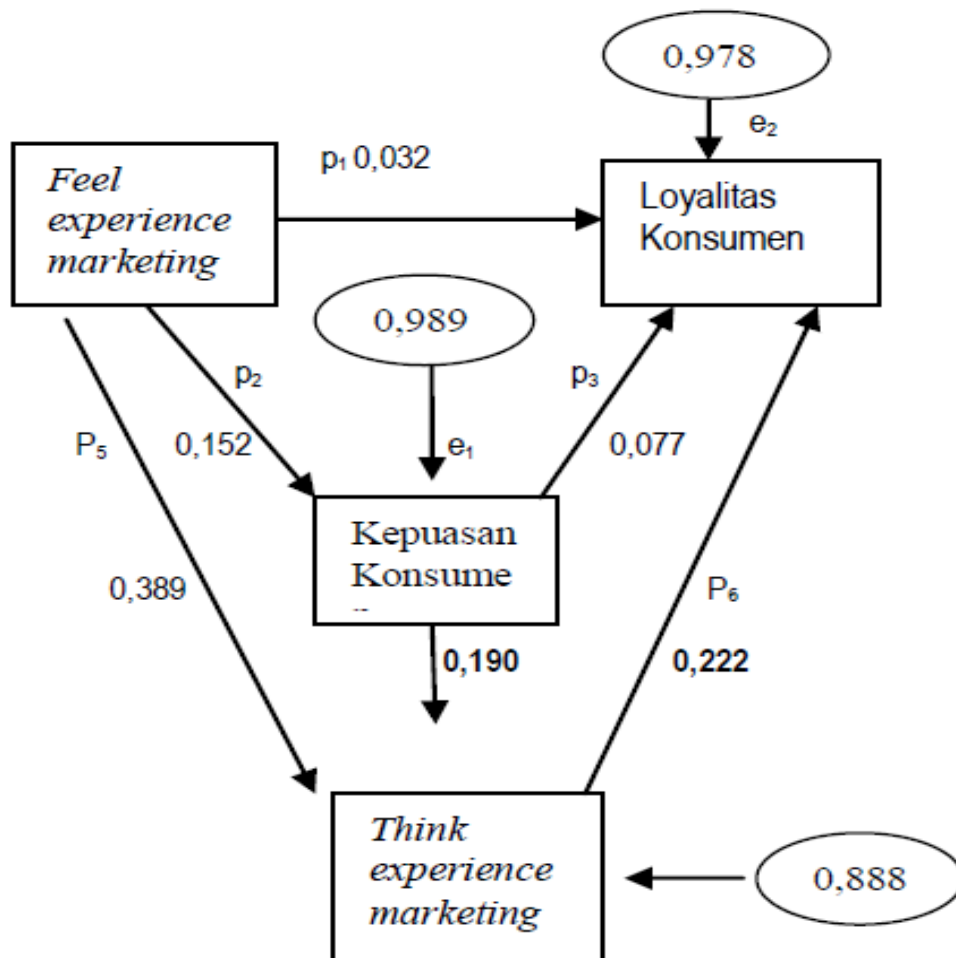 0,978
e₂
p₁ 0,032
Feel
experience
marketing
Loyalitas
Konsumen
0,989
p₂
p₃
P₅
0,152
e₁
0,077
Kepuasan
Konsume
0,389
P₆
0,190
0,222
Think
experience
marketing
0,888